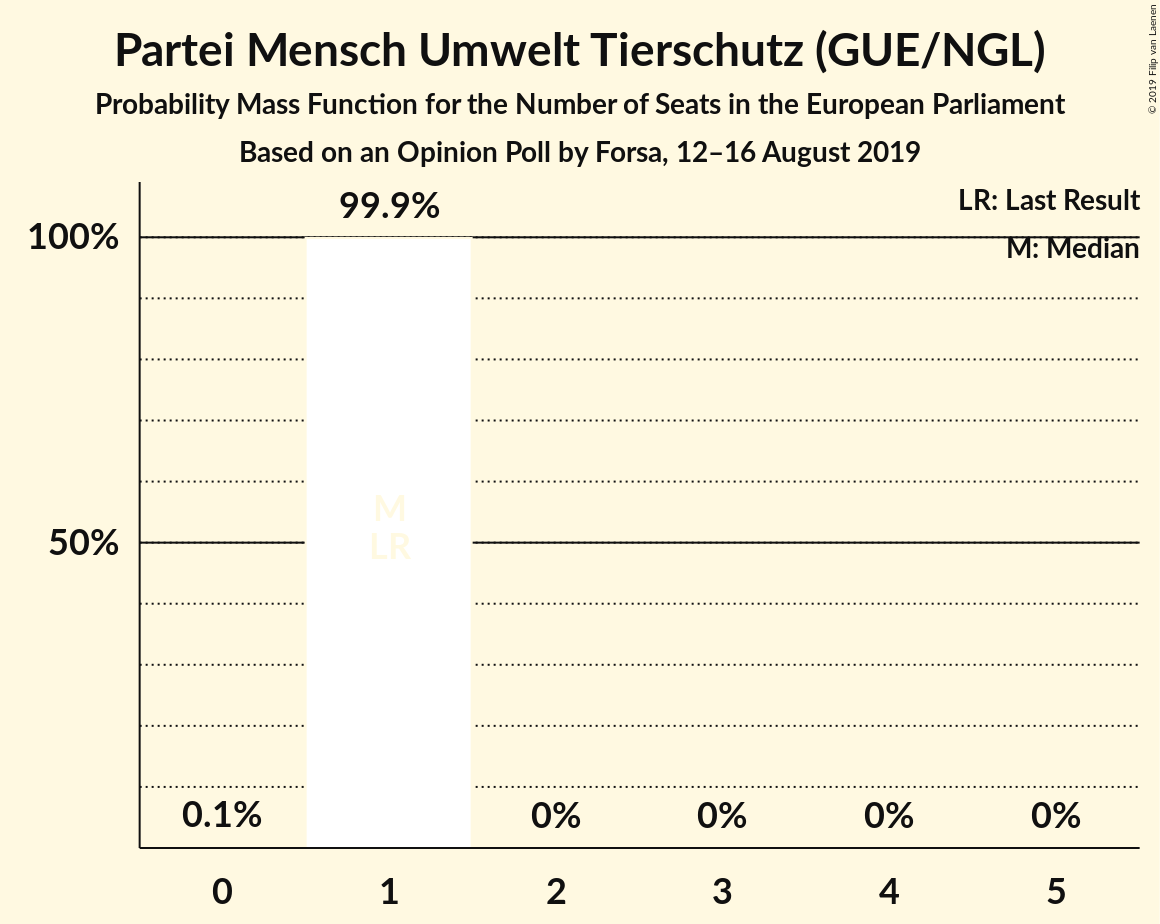 Partei Mensch Umwelt Tierschutz (GUE/NGL)
Probability Mass Function for the Number of Seats in the European Parliament
Based on an Opinion Poll by Forsa, 12–16 August 2019
© 2019 Filip van Laenen
LR: Last Result
M: Median
99.9%
100%
50%
M
LR
0.1%
0%
0%
0%
0%
0
1
2
3
4
5